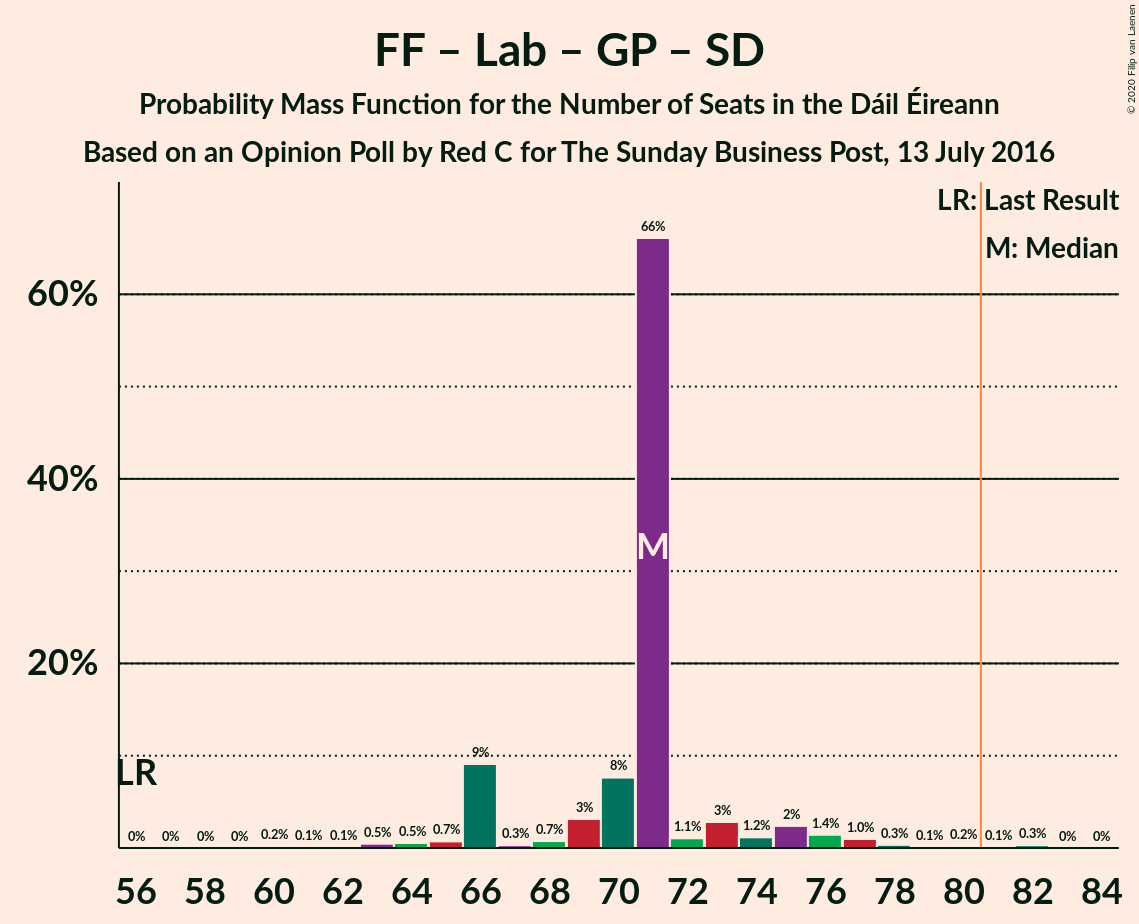 FF – Lab – GP – SD
Probability Mass Function for the Number of Seats in the Dáil Éireann
Based on an Opinion Poll by Red C for The Sunday Business Post, 13 July 2016
© 2020 Filip van Laenen
LR: Last Result
M: Median
60%
40%
20%
LR
M
0% 0% 0% 0% 0.2% 0.1% 0.1% 0.5% 0.5% 0.7% 9% 0.3% 0.7% 3% 8% 66% 1.1% 3% 1.2% 2% 1.4% 1.0% 0.3% 0.1% 0.2% 0.1% 0.3% 0% 0%
56 58 60 62 64 66 68 70 72 74 76 78 80 82 84